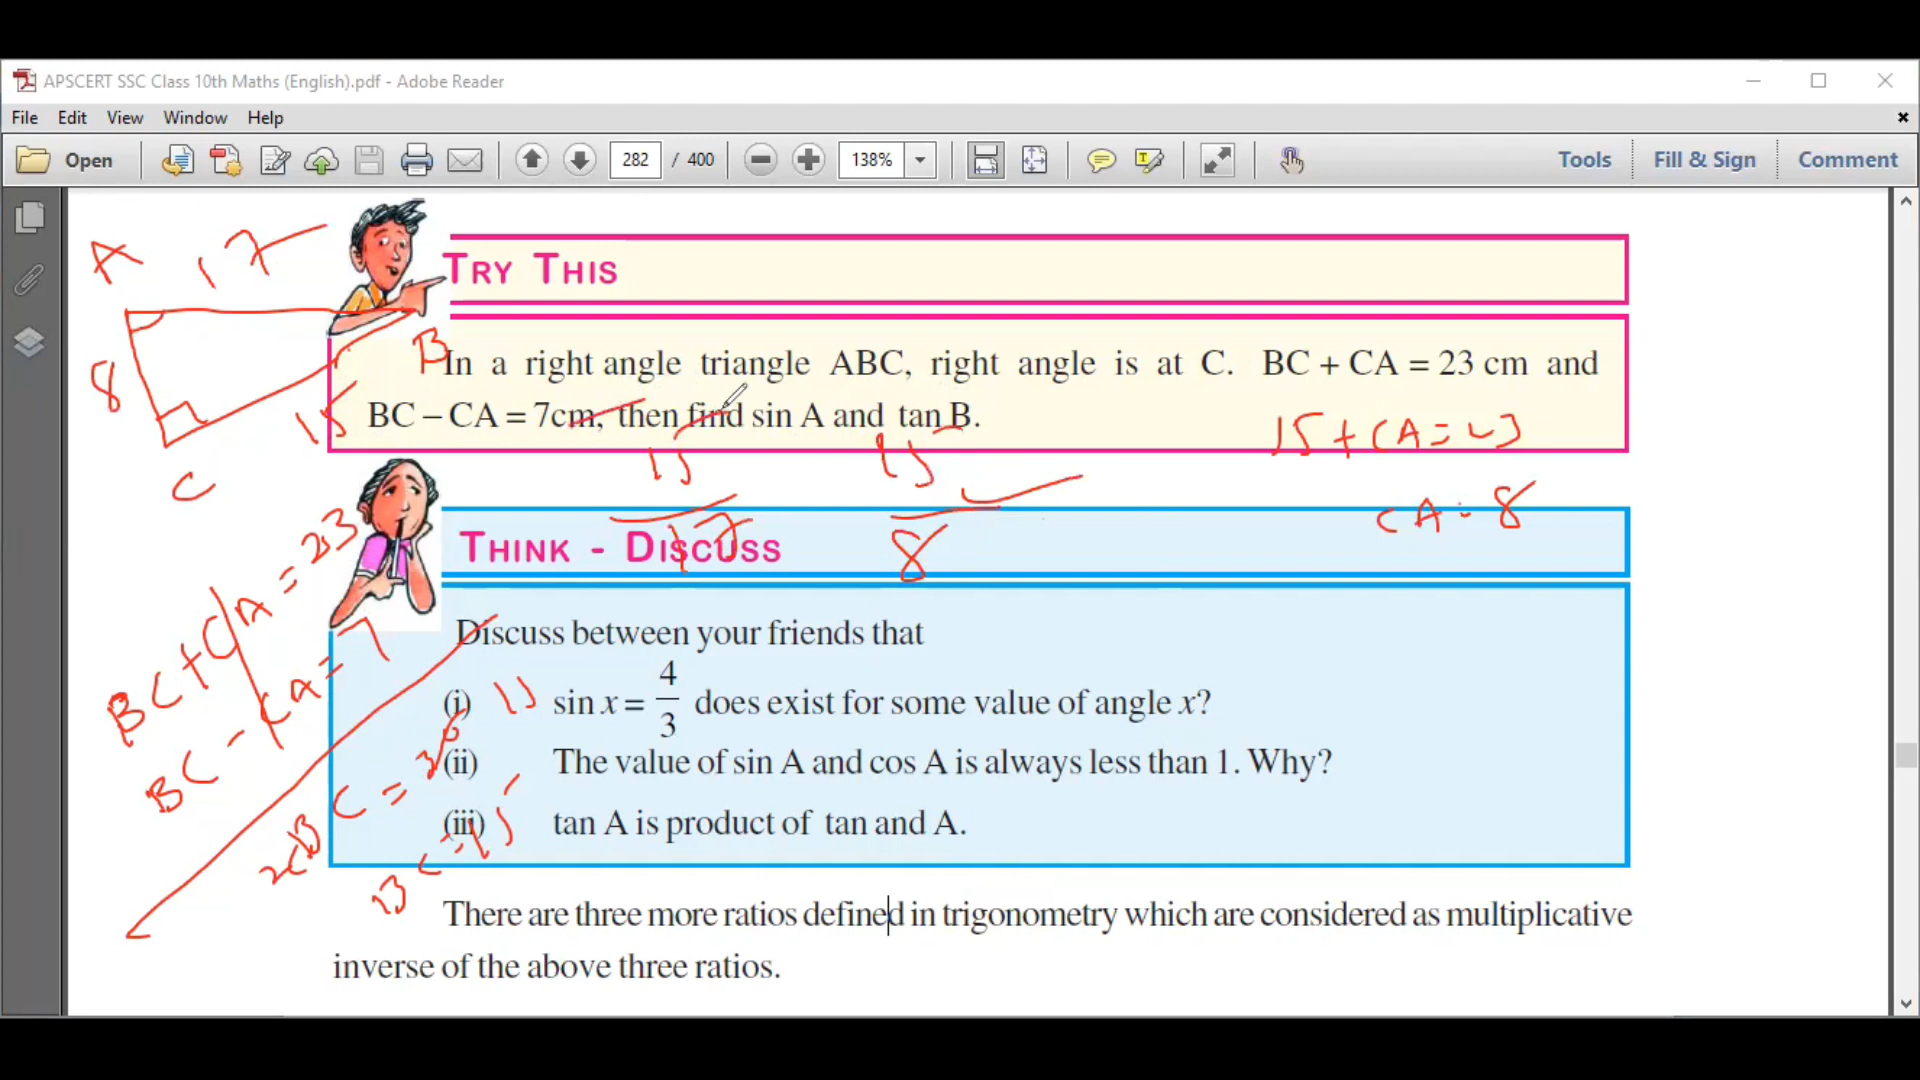 APSCERT SSC Class 10th Maths (English).pdf - Adobe Reader
File Edit View Window Help
Open 282 / 400 138% Tools Fill & Sign Comment
TRY THIS
In a right angle triangle ABC, right angle is at C. BC + CA = 23 cm and
BC – CA = 7cm, then find sin A and tan B.
A 17
B
8
15
C
15 + CA = 23
CA = 8
15
17
15
8
THINK - DISCUSS
BC + CA = 23
BC - CA = 7
BC = 15
Discuss between your friends that
(i) sin x = 4/3 does exist for some value of angle x?
(ii) The value of sin A and cos A is always less than 1. Why?
(iii) tan A is product of tan and A.
There are three more ratios defined in trigonometry which are considered as multiplicative
inverse of the above three ratios.